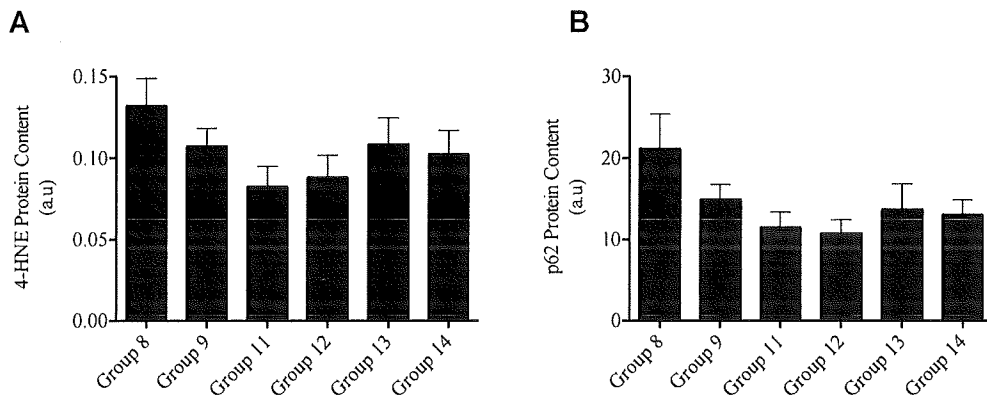 A
4-HNE Protein Content
(a.u)
0.15
0.10
0.05
0.00
Group 8
Group 9
Group 11
Group 12
Group 13
Group 14
B
p62 Protein Content
(a.u)
30
20
10
0
Group 8
Group 9
Group 11
Group 12
Group 13
Group 14